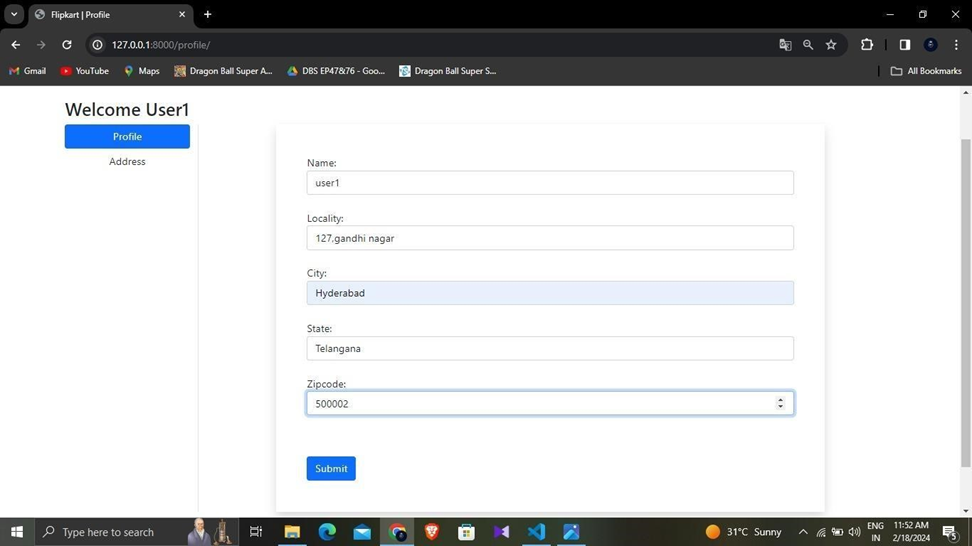 Flipkart | Profile
127.0.0.1:8000/profile/
Gmail YouTube Maps Dragon Ball Super A... DBS EP47&76 - Goo... Dragon Ball Super S... All Bookmarks
Welcome User1
Profile
Address
Name:
user1
Locality:
127,gandhi nagar
City:
Hyderabad
State:
Telangana
Zipcode:
500002
Submit
Type here to search
31°C Sunny
ENG
IN
11:52 AM
2/18/2024
5